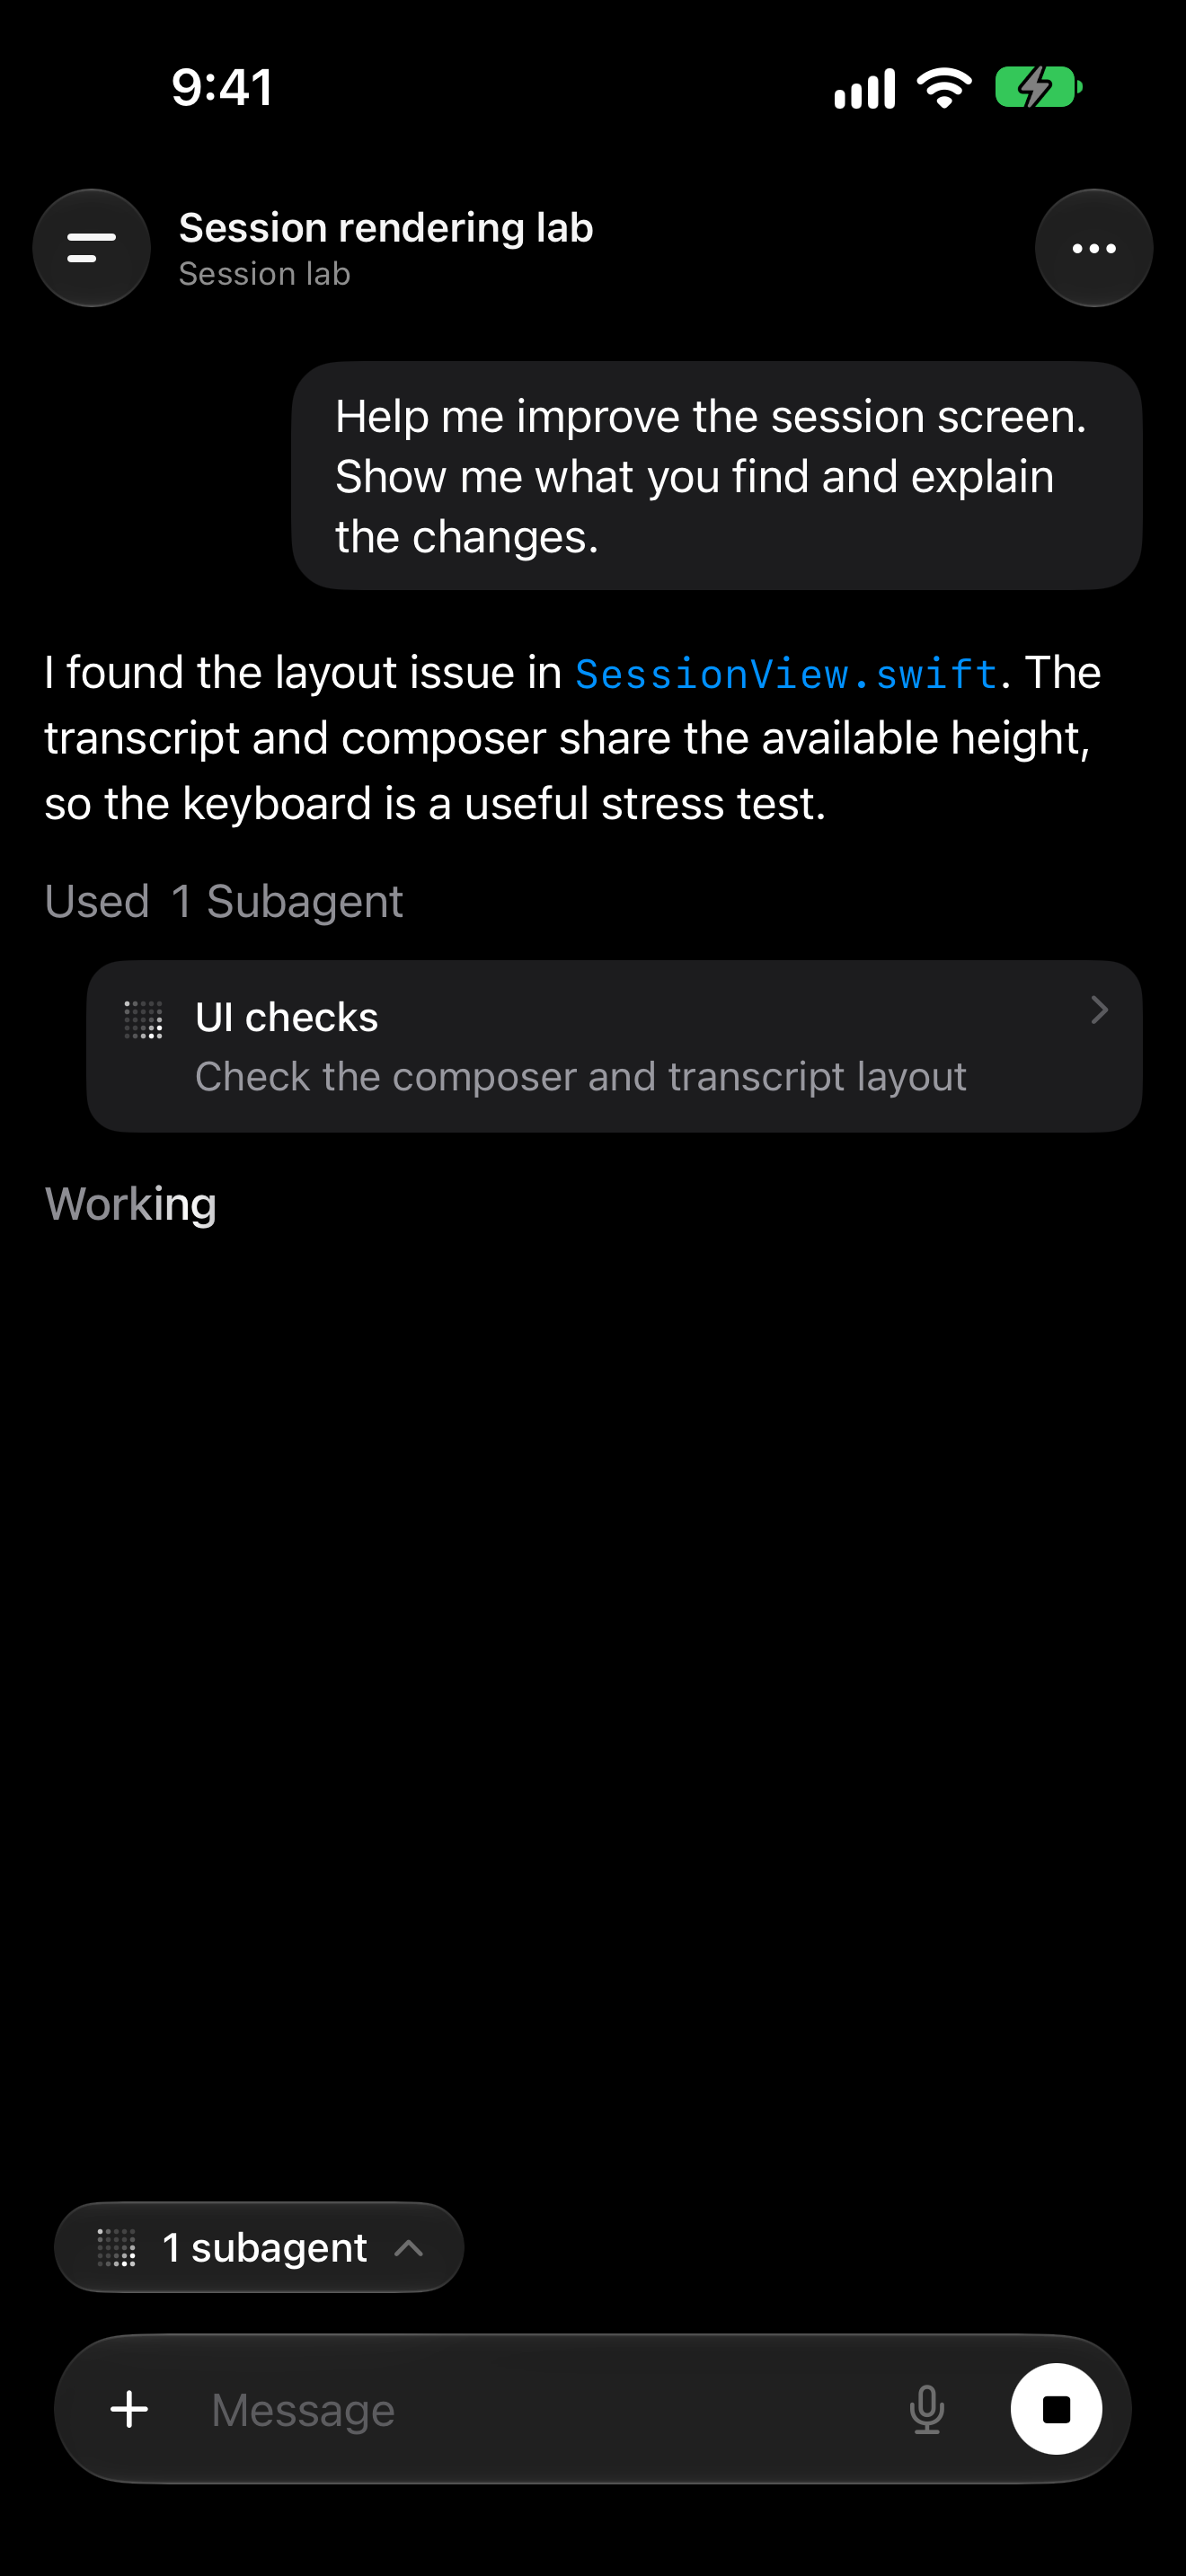 9:41
Session rendering lab
Session lab
Help me improve the session screen.
Show me what you find and explain
the changes.
I found the layout issue in SessionView.swift. The
transcript and composer share the available height,
so the keyboard is a useful stress test.
Used 1 Subagent
UI checks
Check the composer and transcript layout
Working
1 subagent
Message